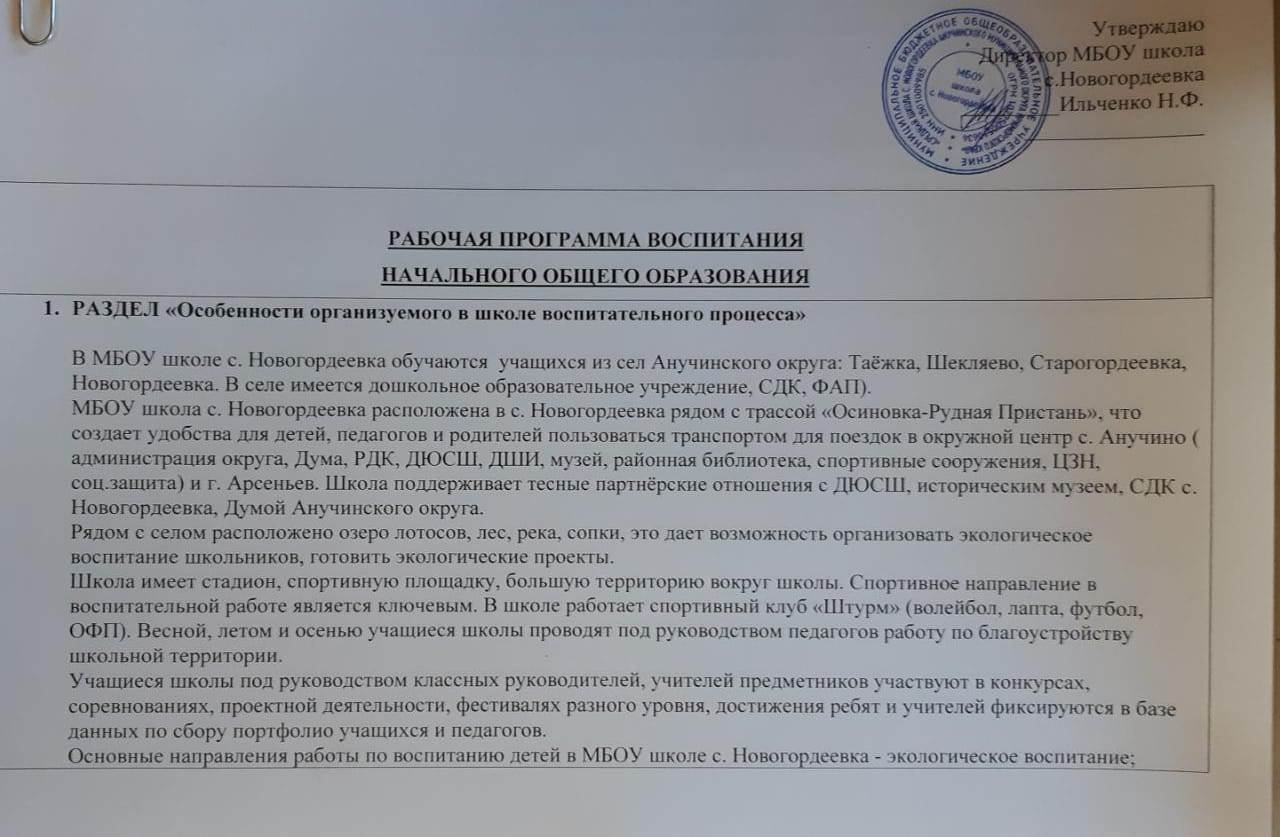 Утверждаю
Директор МБОУ школа
с.Новогордеевка
Ильченко Н.Ф.
МУНИЦИПАЛЬНОЕ БЮДЖЕТНОЕ ОБЩЕОБРАЗОВАТЕЛЬНОЕ УЧРЕЖДЕНИЕ
МБОУ
школа
с. Новогордеевка
РАБОЧАЯ ПРОГРАММА ВОСПИТАНИЯ
НАЧАЛЬНОГО ОБЩЕГО ОБРАЗОВАНИЯ
1. РАЗДЕЛ «Особенности организуемого в школе воспитательного процесса»
В МБОУ школе с. Новогордеевка обучаются учащихся из сел Анучинского округа: Таёжка, Шекляево, Старогордеевка,
Новогордеевка. В селе имеется дошкольное образовательное учреждение, СДК, ФАП).
МБОУ школа с. Новогордеевка расположена в с. Новогордеевка рядом с трассой «Осиновка-Рудная Пристань», что
создает удобства для детей, педагогов и родителей пользоваться транспортом для поездок в окружной центр с. Анучино (
администрация округа, Дума, РДК, ДЮСШ, ДШИ, музей, районная библиотека, спортивные сооружения, ЦЗН,
соц.защита) и г. Арсеньев. Школа поддерживает тесные партнёрские отношения с ДЮСШ, историческим музеем, СДК с.
Новогордеевка, Думой Анучинского округа.
Рядом с селом расположено озеро лотосов, лес, река, сопки, это дает возможность организовать экологическое
воспитание школьников, готовить экологические проекты.
Школа имеет стадион, спортивную площадку, большую территорию вокруг школы. Спортивное направление в
воспитательной работе является ключевым. В школе работает спортивный клуб «Штурм» (волейбол, лапта, футбол,
ОФП). Весной, летом и осенью учащиеся школы проводят под руководством педагогов работу по благоустройству
школьной территории.
Учащиеся школы под руководством классных руководителей, учителей предметников участвуют в конкурсах,
соревнованиях, проектной деятельности, фестивалях разного уровня, достижения ребят и учителей фиксируются в базе
данных по сбору портфолио учащихся и педагогов.
Основные направления работы по воспитанию детей в МБОУ школе с. Новогордеевка - экологическое воспитание;